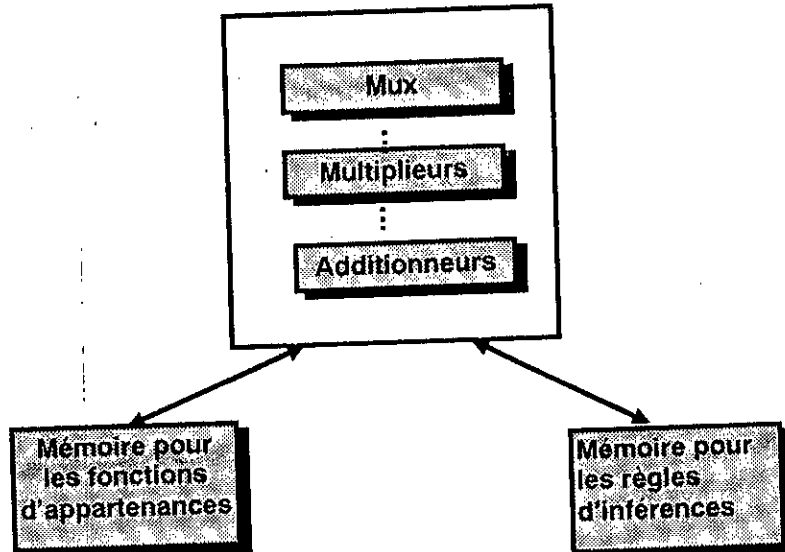 Mux
Multiplieurs
Additionneurs
Mémoire pour
les fonctions
d'appartenances
Mémoire pour
les règles
d'inférences